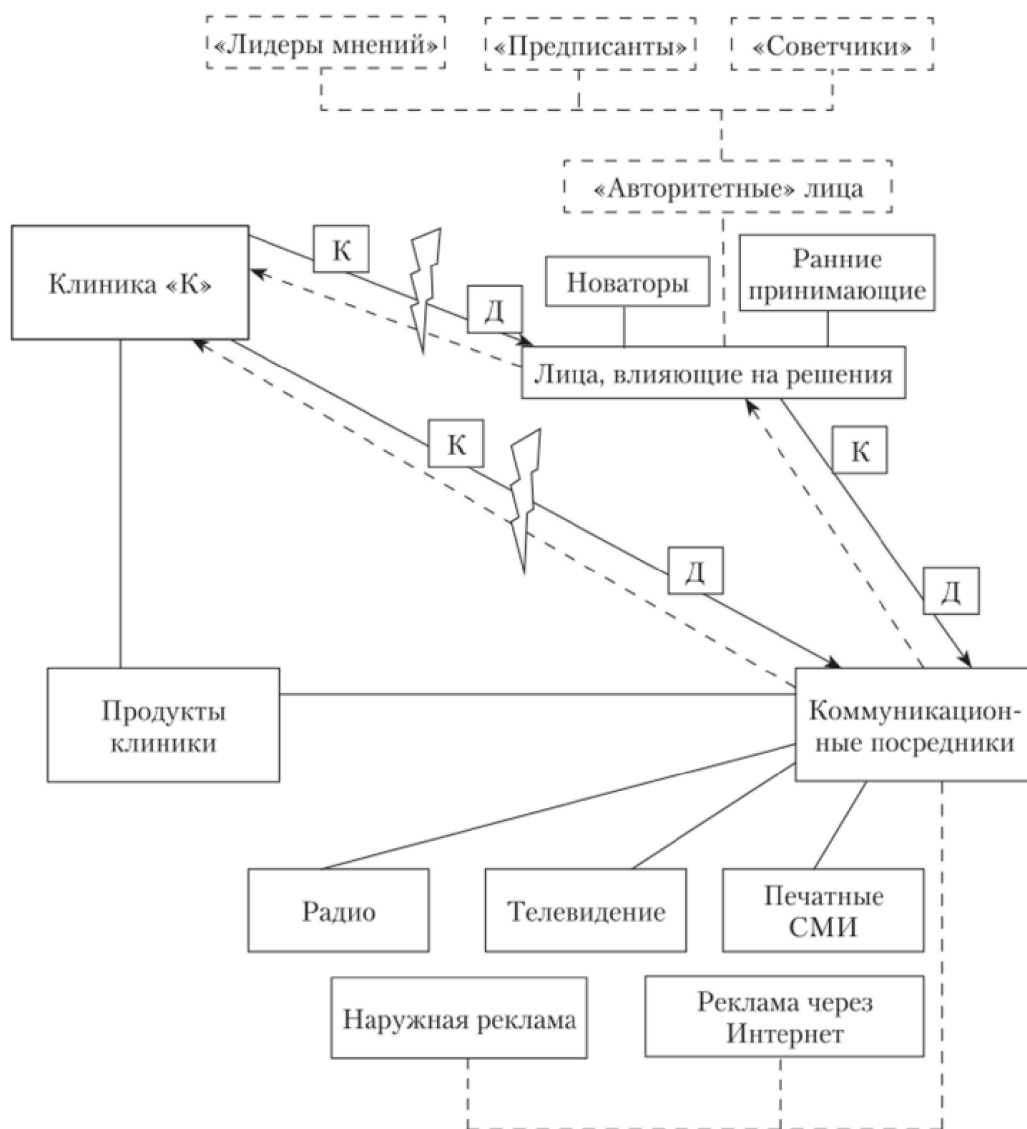 «Лидеры мнений»
«Предписанты»
«Советчики»
«Авторитетные» лица
Клиника «К»
К
Д
Новаторы
Ранние
принимающие
Лица, влияющие на решения
К
К
Д
Д
Продукты
клиники
Коммуникацион-
ные посредники
Радио
Телевидение
Печатные
СМИ
Наружная реклама
Реклама через
Интернет